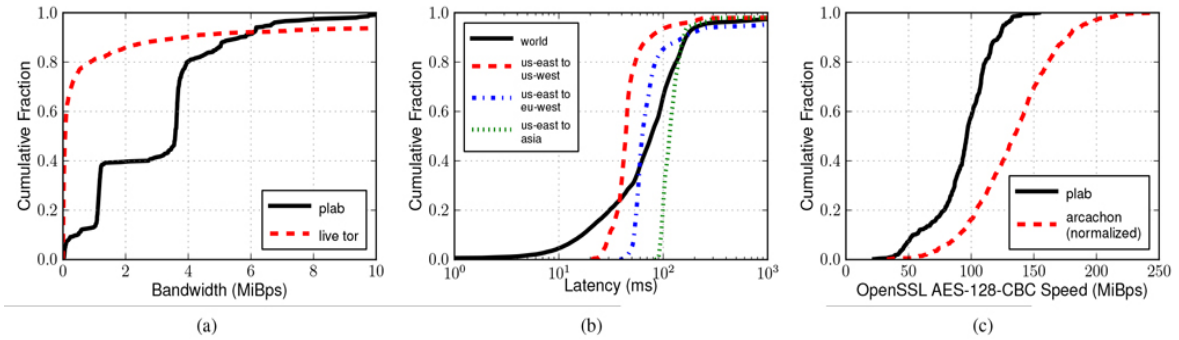 1.0
0.8
0.6
0.4
0.2
0.0
Cumulative Fraction
0 2 4 6 8 10
Bandwidth (MiBps)
plab
live tor
(a)
1.0
0.8
0.6
0.4
0.2
0.0
Cumulative Fraction
10^0 10^1 10^2 10^3
Latency (ms)
world
us-east to
us-west
us-east to
eu-west
us-east to
asia
(b)
1.0
0.8
0.6
0.4
0.2
0.0
Cumulative Fraction
0 50 100 150 200 250
OpenSSL AES-128-CBC Speed (MiBps)
plab
arcachon
(normalized)
(c)